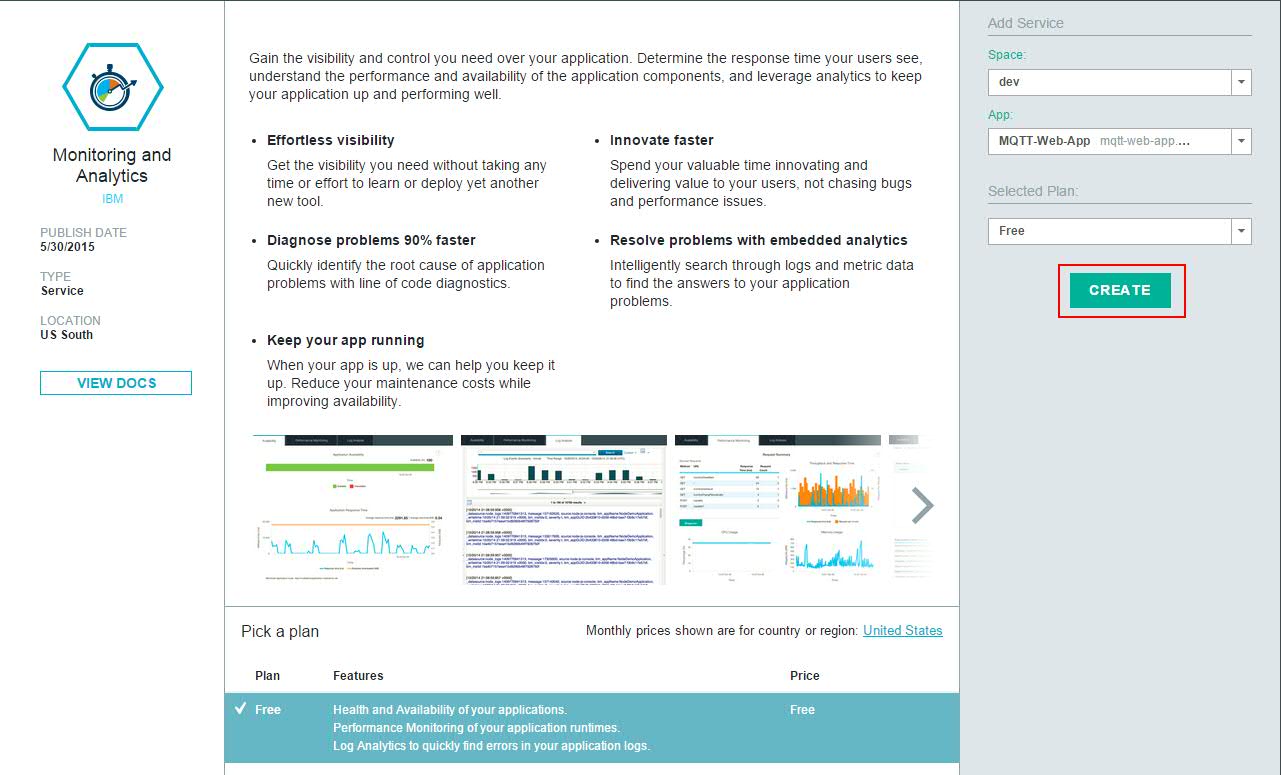 Monitoring and
Analytics
IBM
PUBLISH DATE
5/30/2015
TYPE
Service
LOCATION
US South
VIEW DOCS
Gain the visibility and control you need over your application. Determine the response time your users see,
understand the performance and availability of the application components, and leverage analytics to keep
your application up and performing well.
• Effortless visibility
Get the visibility you need without taking any
time or effort to learn or deploy yet another
new tool.
• Innovate faster
Spend your valuable time innovating and
delivering value to your users, not chasing bugs
and performance issues.
• Diagnose problems 90% faster
Quickly identify the root cause of application
problems with line of code diagnostics.
• Resolve problems with embedded analytics
Intelligently search through logs and metric data
to find the answers to your application
problems.
• Keep your app running
When your app is up, we can help you keep it
up. Reduce your maintenance costs while
improving availability.
Pick a plan
Monthly prices shown are for country or region: United States
Plan Features Price
Free Health and Availability of your applications. Free
Performance Monitoring of your application runtimes.
Log Analytics to quickly find errors in your application logs.
Add Service
Space:
dev
App:
MQTT-Web-App mqtt-web-app....
Selected Plan:
Free
CREATE